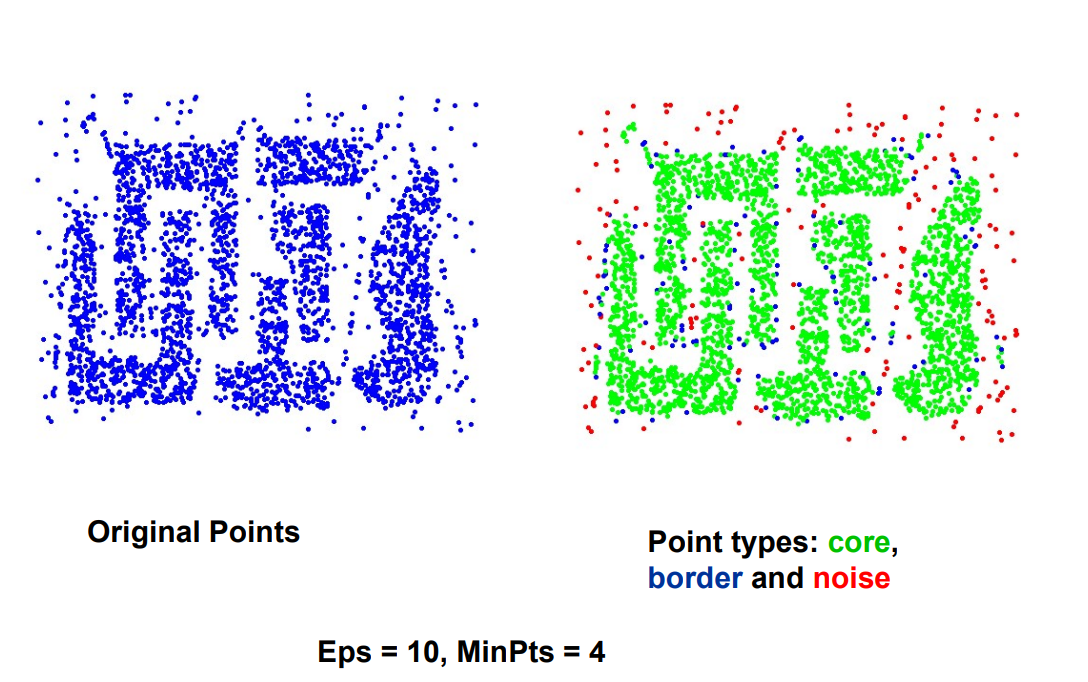 Original Points
Point types: core,
border and noise
Eps = 10, MinPts = 4